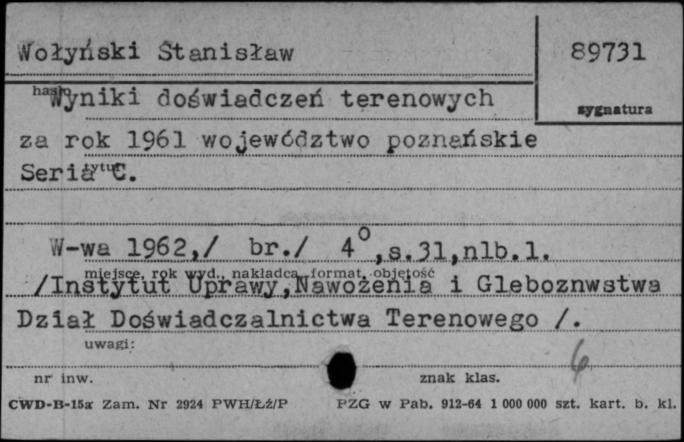 Wołyński Stanisław
89731
hasło
Wyniki doświadczeń terenowych
sygnatura
za rok 1961 województwo poznańskie
Seria C.
tytuł
W-wa 1962,/ br./ 4°,s.31,nlb.1.
miejsce, rok wyd., nakładca, format, objętość
/Instytut Uprawy,Nawożenia i Gleboznwstwa
Dział Doświadczalnictwa Terenowego /.
uwagi:
6
nr inw.
znak klas.
CWD-B-15a Zam. Nr 2924 PWH/Łź/P
PZG w Pab. 912-64 1 000 000 szt. kart. b. kl.